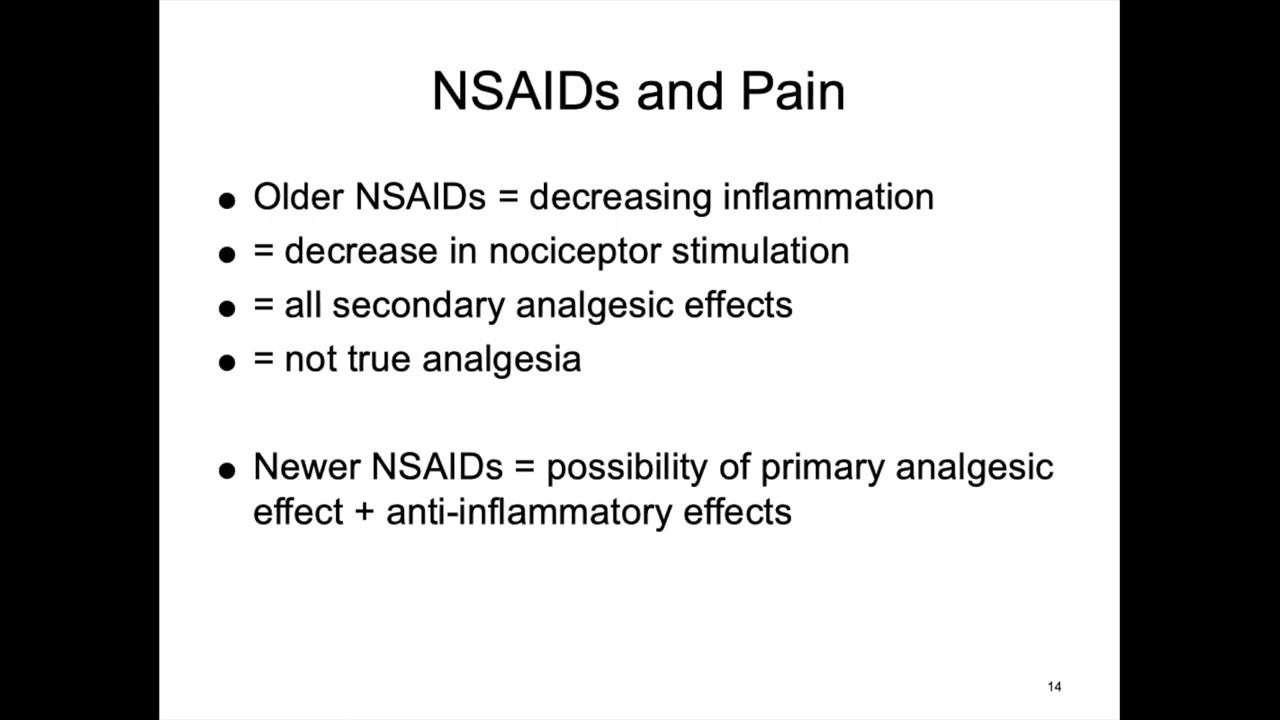 NSAIDs and Pain
● Older NSAIDs = decreasing inflammation
● = decrease in nociceptor stimulation
● = all secondary analgesic effects
● = not true analgesia
● Newer NSAIDs = possibility of primary analgesic
effect + anti-inflammatory effects
14